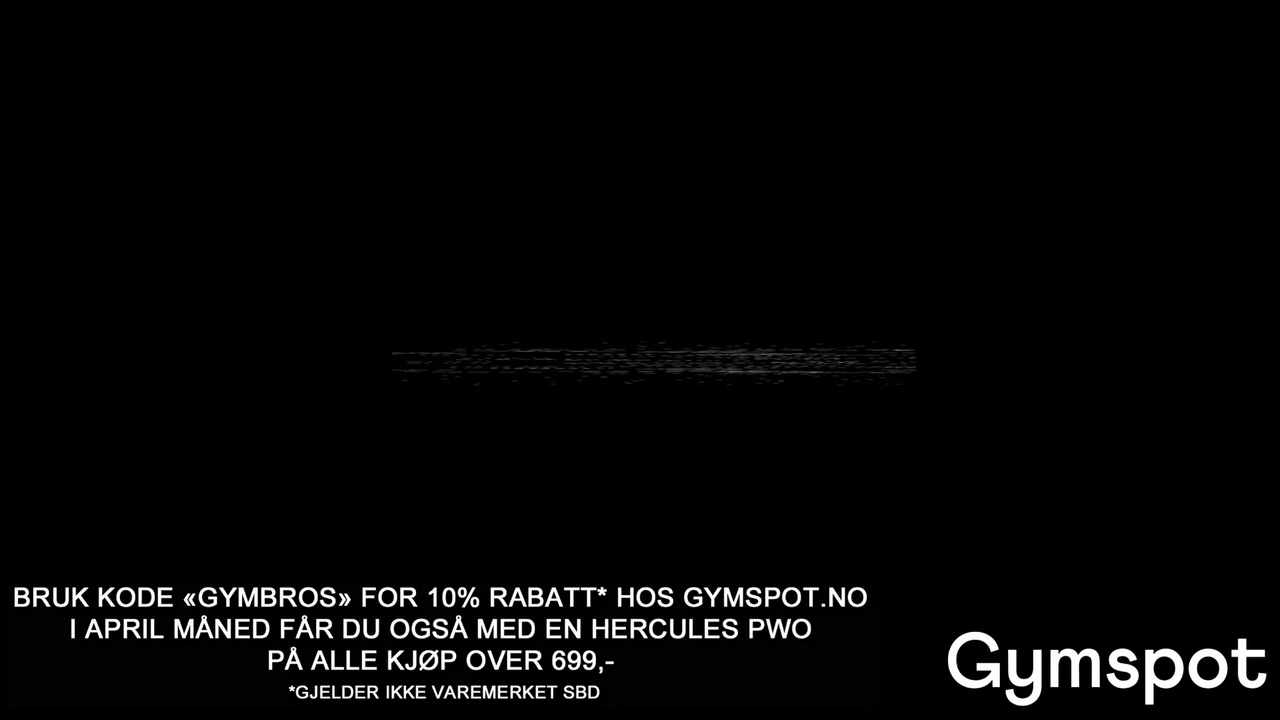 BRUK KODE «GYMBROS» FOR 10% RABATT* HOS GYMSPOT.NO
I APRIL MÅNED FÅR DU OGSÅ MED EN HERCULES PWO
PÅ ALLE KJØP OVER 699,-
*GJELDER IKKE VAREMERKET SBD
Gymspot